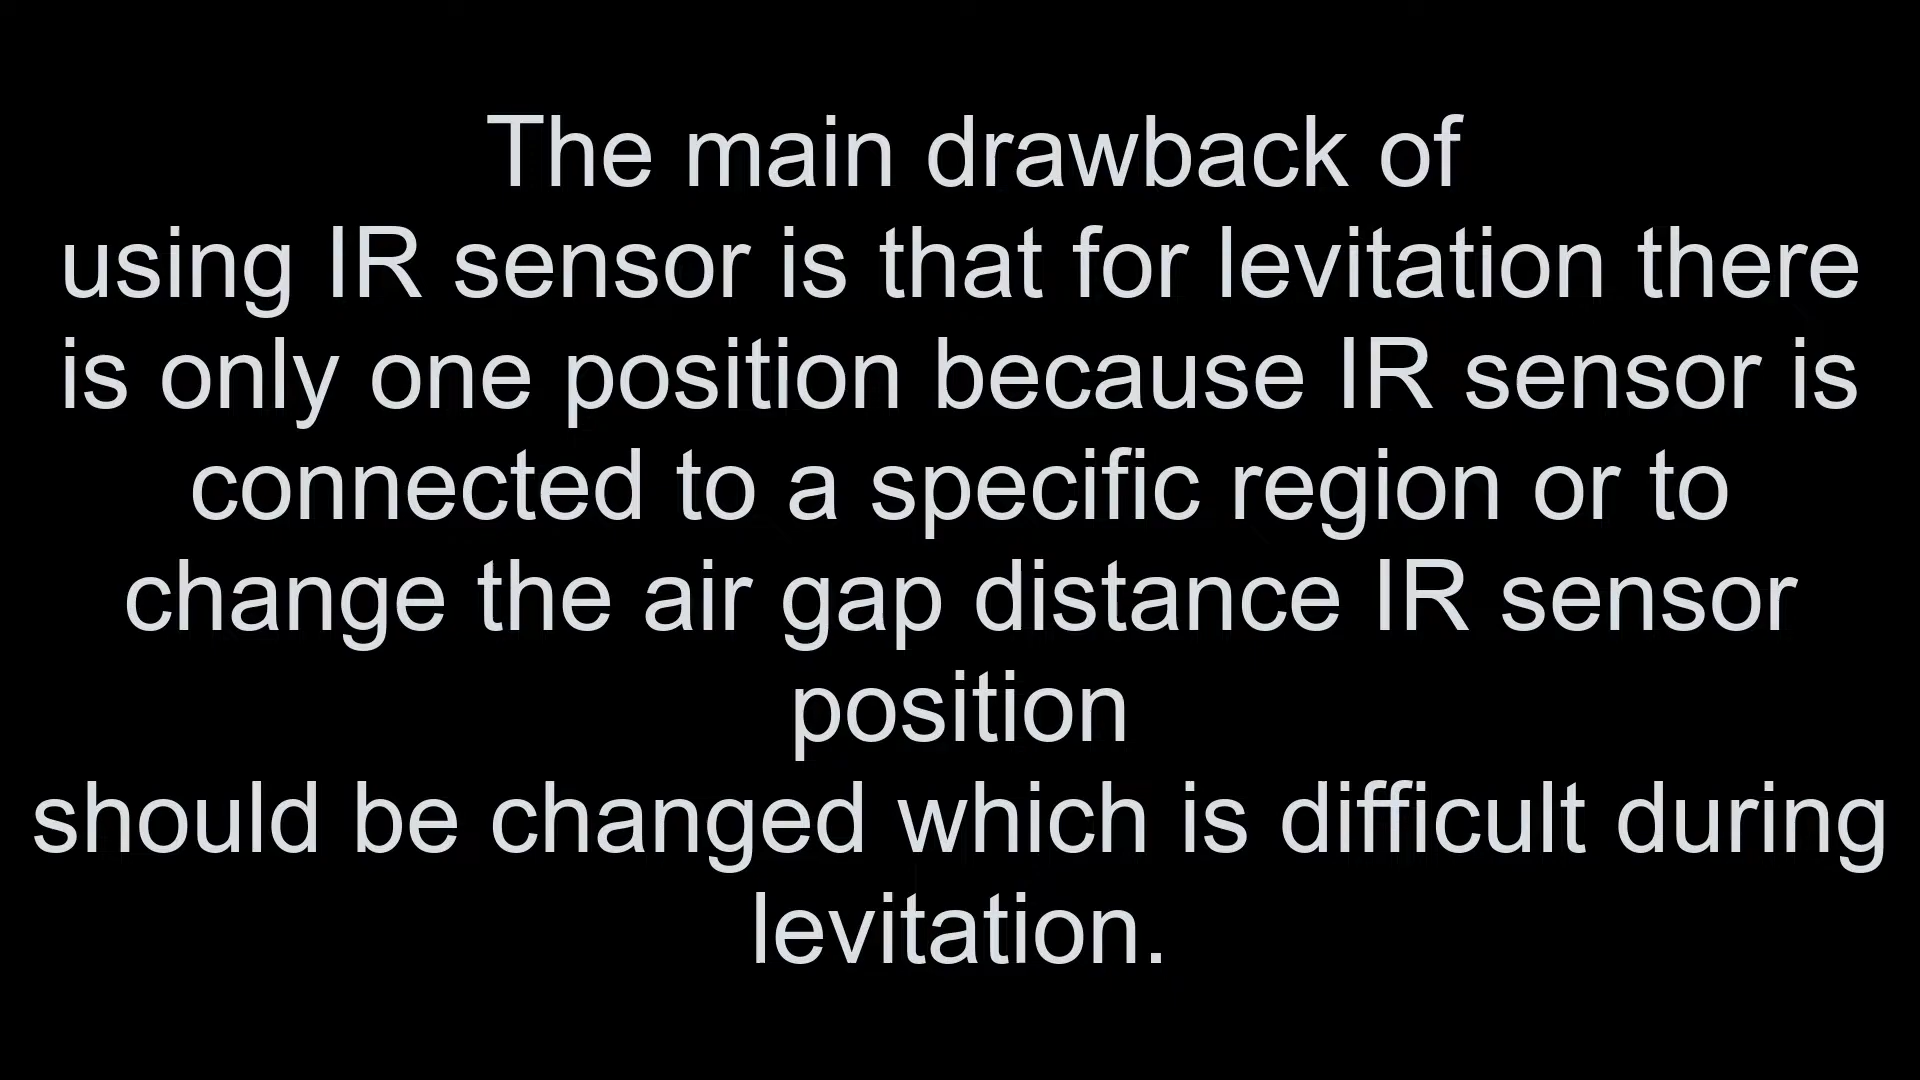 The main drawback of
using IR sensor is that for levitation there
is only one position because IR sensor is
connected to a specific region or to
change the air gap distance IR sensor
position
should be changed which is difficult during
levitation.